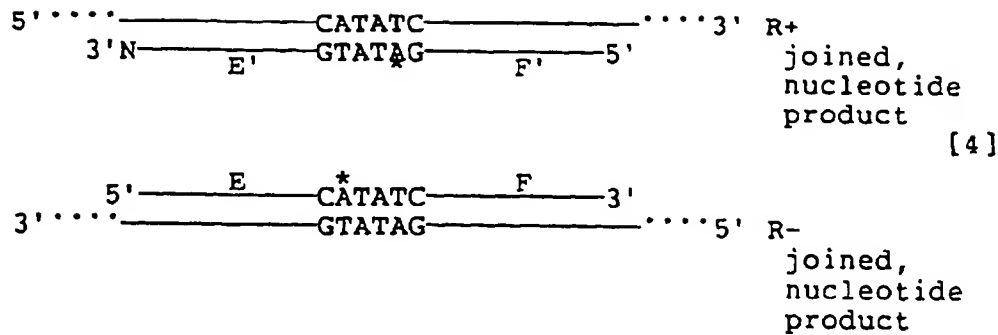 5'····CATATC····3' R+
3'N GTATAG 5' joined,
E' * F' nucleotide
product
[4]
E * F
5' CATATC 3'
3'····GTATAG····5' R-
joined,
nucleotide
product